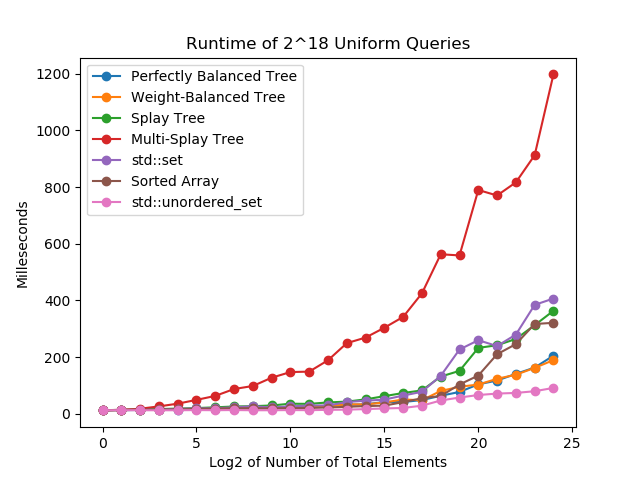 Runtime of 2^18 Uniform Queries
1200
1000
800
600
400
200
0
Milleseconds
Perfectly Balanced Tree
Weight-Balanced Tree
Splay Tree
Multi-Splay Tree
std::set
Sorted Array
std::unordered_set
0 5 10 15 20 25
Log2 of Number of Total Elements